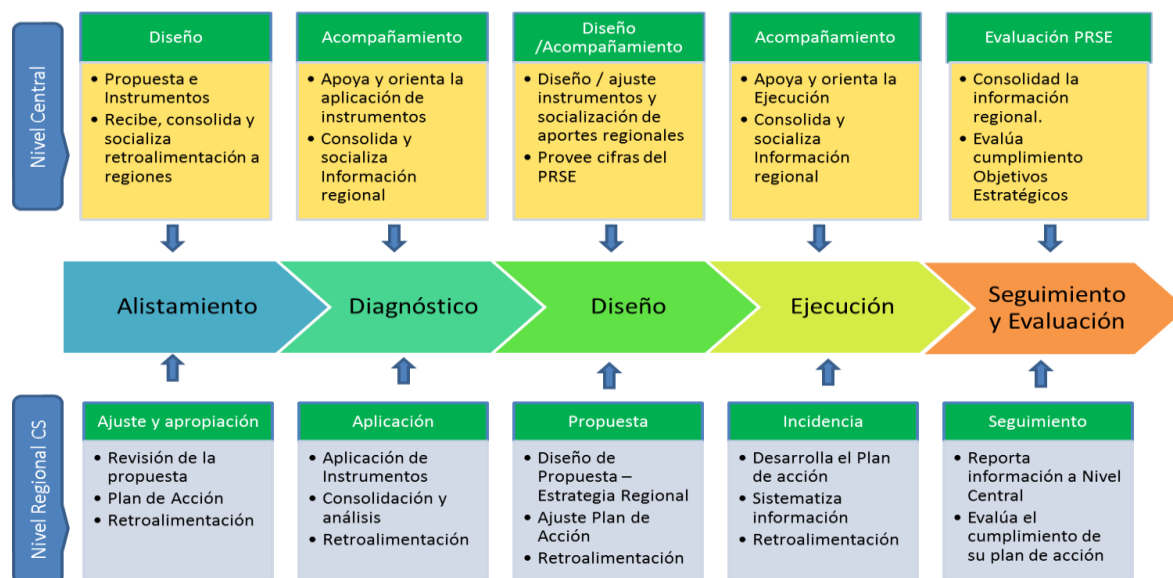 Nivel Central
Diseño
• Propuesta e
Instrumentos
• Recibe, consolida y
socializa
retroalimentación a
regiones
Acompañamiento
• Apoya y orienta la
aplicación de
instrumentos
• Consolida y
socializa
Información
regional
Diseño
/Acompañamiento
• Diseño / ajuste
instrumentos y
socialización de
aportes regionales
• Provee cifras del
PRSE
Acompañamiento
• Apoya y orienta la
Ejecución
• Consolida y
socializa
Información
regional
Evaluación PRSE
• Consolidad la
información
regional.
• Evalúa
cumplimiento
Objetivos
Estratégicos
Alistamiento
Diagnóstico
Diseño
Ejecución
Seguimiento
y Evaluación
Nivel Regional CS
Ajuste y apropiación
• Revisión de la
propuesta
• Plan de Acción
• Retroalimentación
Aplicación
• Aplicación de
Instrumentos
• Consolidación y
análisis
• Retroalimentación
Propuesta
• Diseño de
Propuesta –
Estrategia Regional
• Ajuste Plan de
Acción
• Retroalimentación
Incidencia
• Desarrolla el Plan
de acción
• Sistematiza
información
• Retroalimentación
Seguimiento
• Reporta
información a Nivel
Central
• Evalúa el
cumplimiento de
su plan de acción